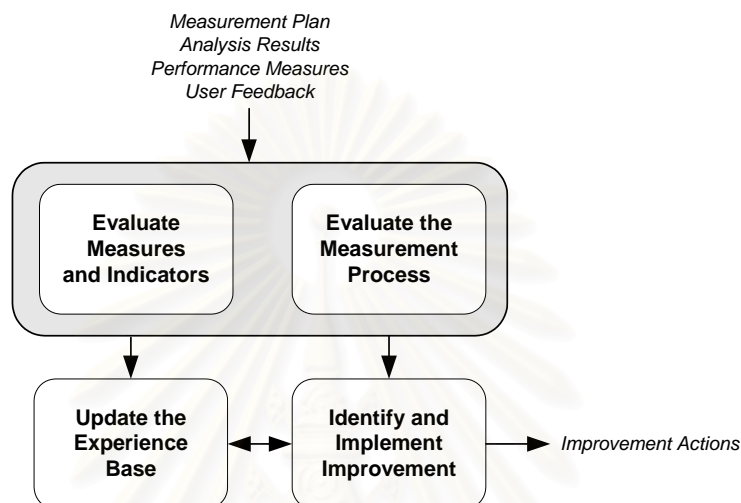 Measurement Plan
Analysis Results
Performance Measures
User Feedback
Evaluate
Measures
and Indicators
Evaluate the
Measurement
Process
Update the
Experience
Base
Identify and
Implement
Improvement
Improvement Actions